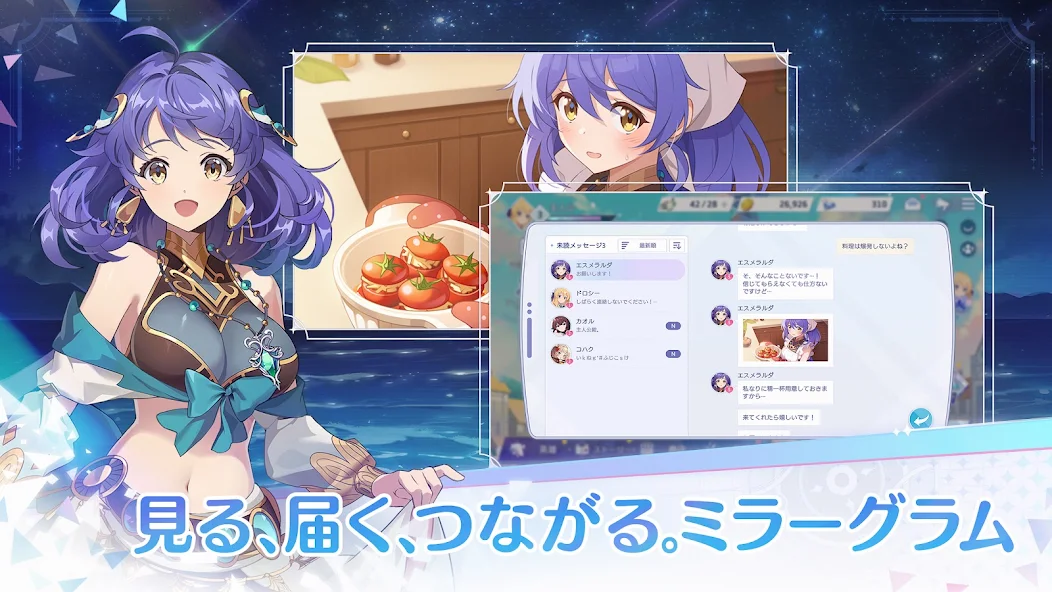 42/28
26,926
310
未読メッセージ3
最新順
エスメラルダ
お願いします！
ドロシー
しばらく連絡しないでください(…
カオル
主人公殿。
N
コハク
N
料理は爆発しないよね？
エスメラルダ
そ、そんなことないですー！
信じてもらえなくても仕方ない
ですけど…
エスメラルダ
エスメラルダ
私なりに精一杯用意しておきま
すから…
来てくれたら嬉しいです！
見る、届く、つながる。ミラーグラム